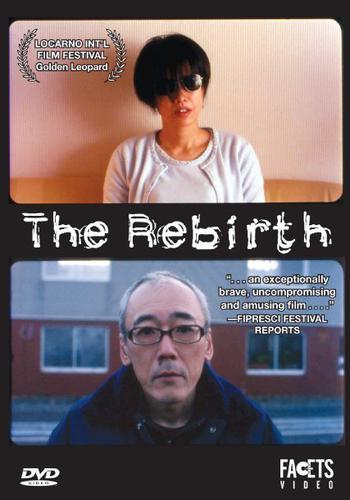 LOCARNO INT'L
FILM FESTIVAL
Golden Leopard
The Rebirth
“. . . an exceptionally
brave, uncompromising
and amusing film . . . .”
—FIPRESCI FESTIVAL
REPORTS
DVD
VIDEO
FACETS
VIDEO